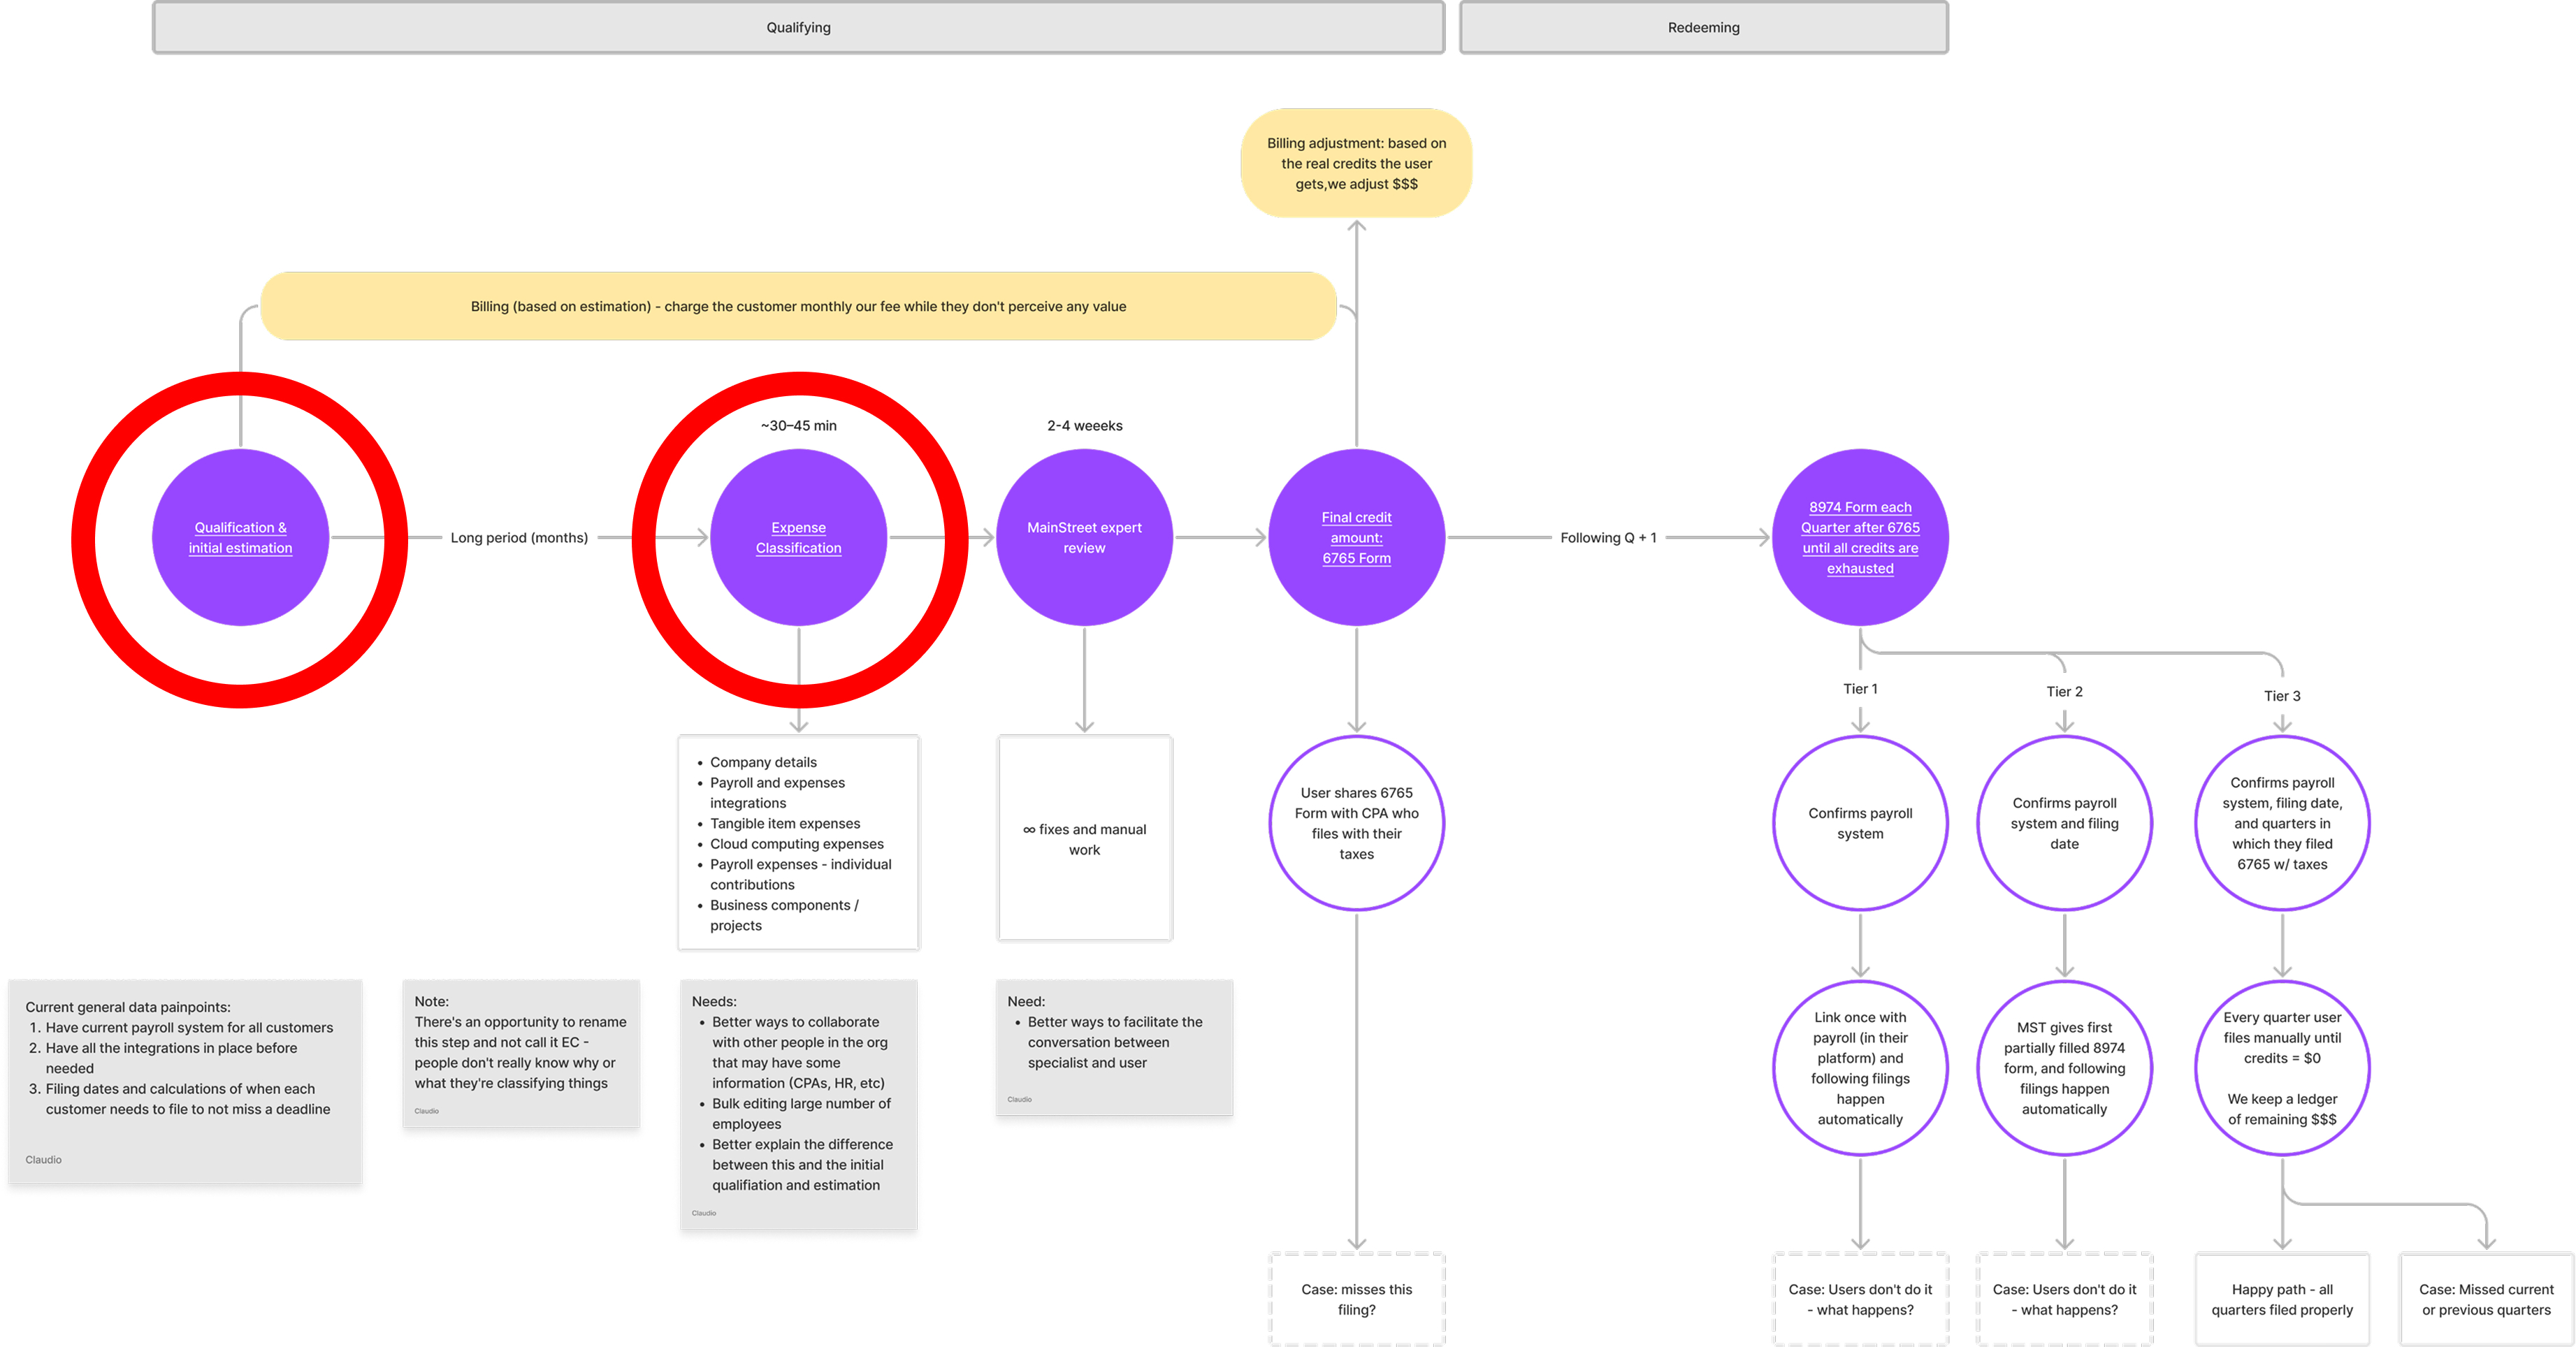 Qualifying
Redeeming
Billing adjustment: based on
the real credits the user
gets,we adjust $$$
Billing (based on estimation) - charge the customer monthly our fee while they don't perceive any value
~30–45 min
2-4 weeeks
Qualification &
initial estimation
Long period (months)
Expense
Classification
MainStreet expert
review
Final credit
amount:
6765 Form
Following Q + 1
8974 Form each
Quarter after 6765
until all credits are
exhausted
Tier 1
Tier 2
Tier 3
• Company details
• Payroll and expenses
integrations
• Tangible item expenses
• Cloud computing expenses
• Payroll expenses - individual
contributions
• Business components /
projects
∞ fixes and manual
work
User shares 6765
Form with CPA who
files with their
taxes
Confirms payroll
system
Confirms payroll
system and filing
date
Confirms payroll
system, filing date,
and quarters in
which they filed
6765 w/ taxes
Current general data painpoints:
1. Have current payroll system for all customers
2. Have all the integrations in place before
needed
3. Filing dates and calculations of when each
customer needs to file to not miss a deadline
Claudio
Note:
There's an opportunity to rename
this step and not call it EC -
people don't really know why or
what they're classifying things
Claudio
Needs:
• Better ways to collaborate
with other people in the org
that may have some
information (CPAs, HR, etc)
• Bulk editing large number of
employees
• Better explain the difference
between this and the initial
qualifiation and estimation
Claudio
Need:
• Better ways to facilitate the
conversation between
specialist and user
Claudio
Link once with
payroll (in their
platform) and
following filings
happen
automatically
MST gives first
partially filled 8974
form, and following
filings happen
automatically
Every quarter user
files manually until
credits = $0
We keep a ledger
of remaining $$$
Case: misses this
filing?
Case: Users don't do it
- what happens?
Case: Users don't do it
- what happens?
Happy path - all
quarters filed properly
Case: Missed current
or previous quarters